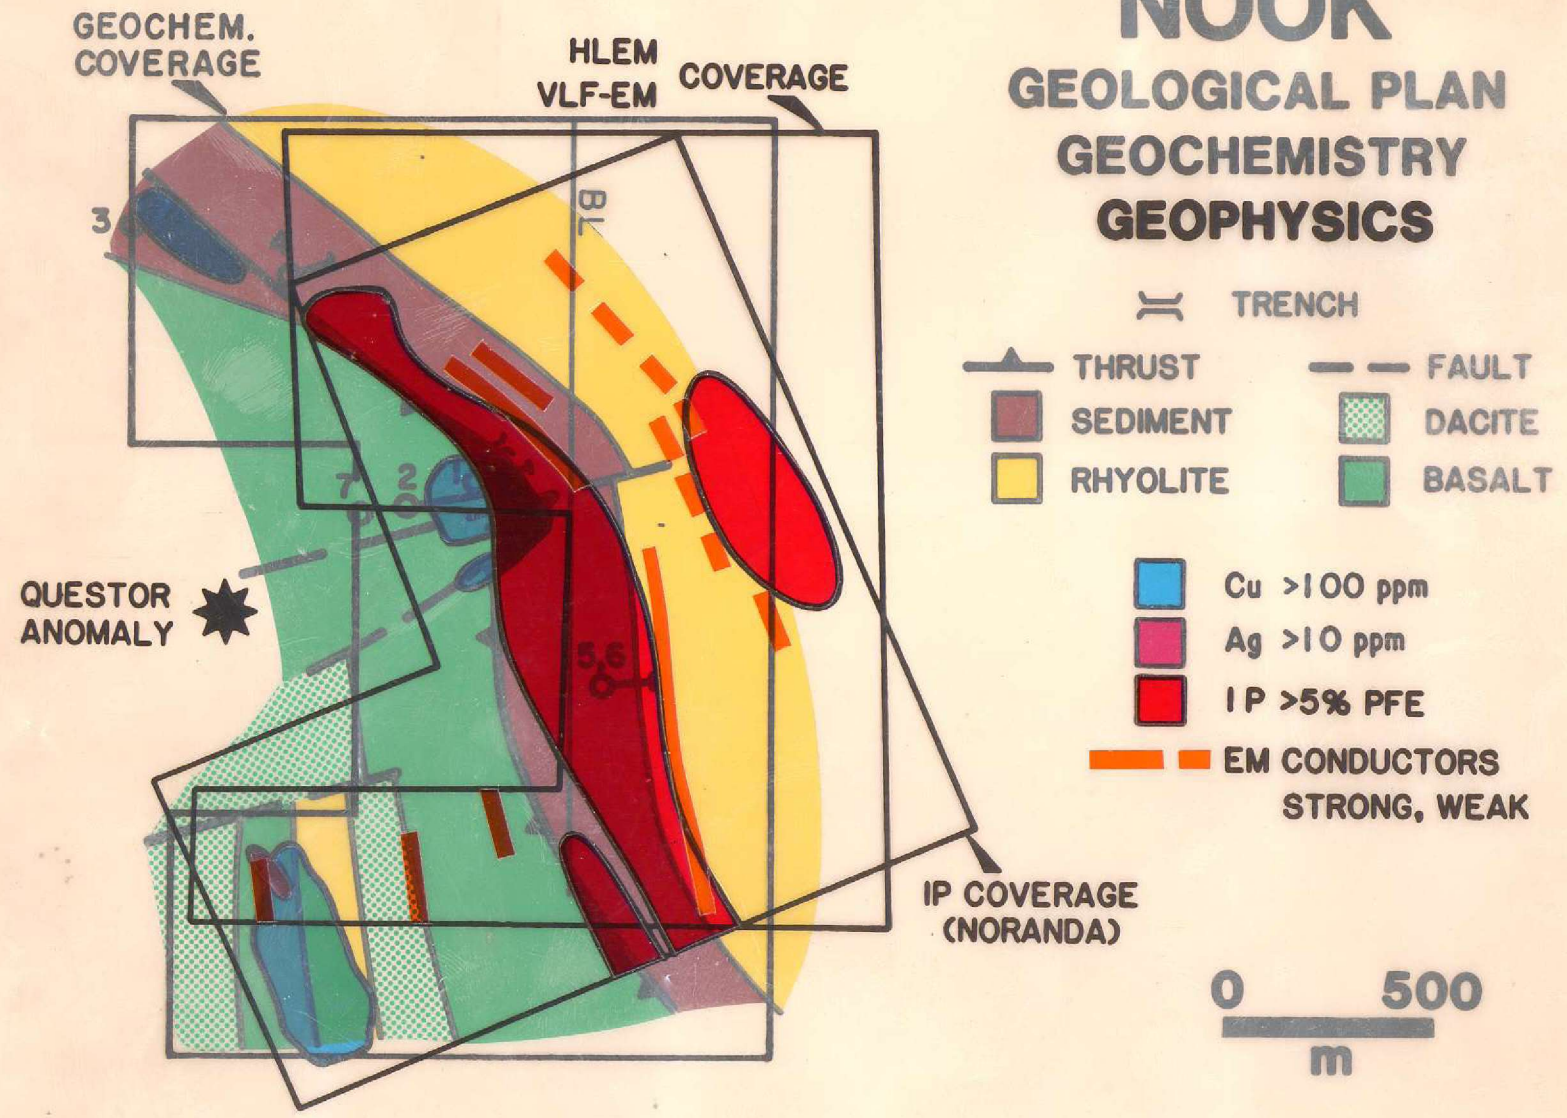 NOOK
GEOLOGICAL PLAN
GEOCHEMISTRY
GEOPHYSICS
GEOCHEM.
COVERAGE
HLEM
VLF-EM
COVERAGE
BL
3
7
2
5,6
QUESTOR
ANOMALY
IP COVERAGE
(NORANDA)
TRENCH
THRUST
FAULT
SEDIMENT
DACITE
RHYOLITE
BASALT
Cu >100 ppm
Ag >10 ppm
IP >5% PFE
EM CONDUCTORS
STRONG, WEAK
0 500
m